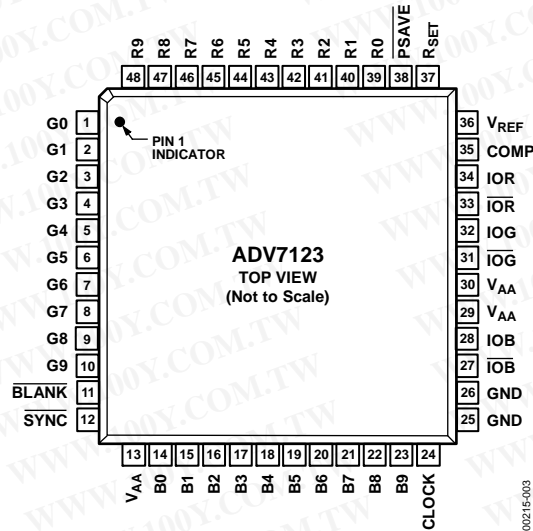 R9 R8 R7 R6 R5 R4 R3 R2 R1 R0 PSAVE RSET
48 47 46 45 44 43 42 41 40 39 38 37
G0 1
G1 2
G2 3
G3 4
G4 5
G5 6
G6 7
G7 8
G8 9
G9 10
BLANK 11
SYNC 12
PIN 1
INDICATOR
ADV7123
TOP VIEW
(Not to Scale)
36 VREF
35 COMP
34 IOR
33 IOR
32 IOG
31 IOG
30 VAA
29 VAA
28 IOB
27 IOB
26 GND
25 GND
13 14 15 16 17 18 19 20 21 22 23 24
VAA B0 B1 B2 B3 B4 B5 B6 B7 B8 B9 CLOCK
00215-003
WWW.100Y.COM.TW